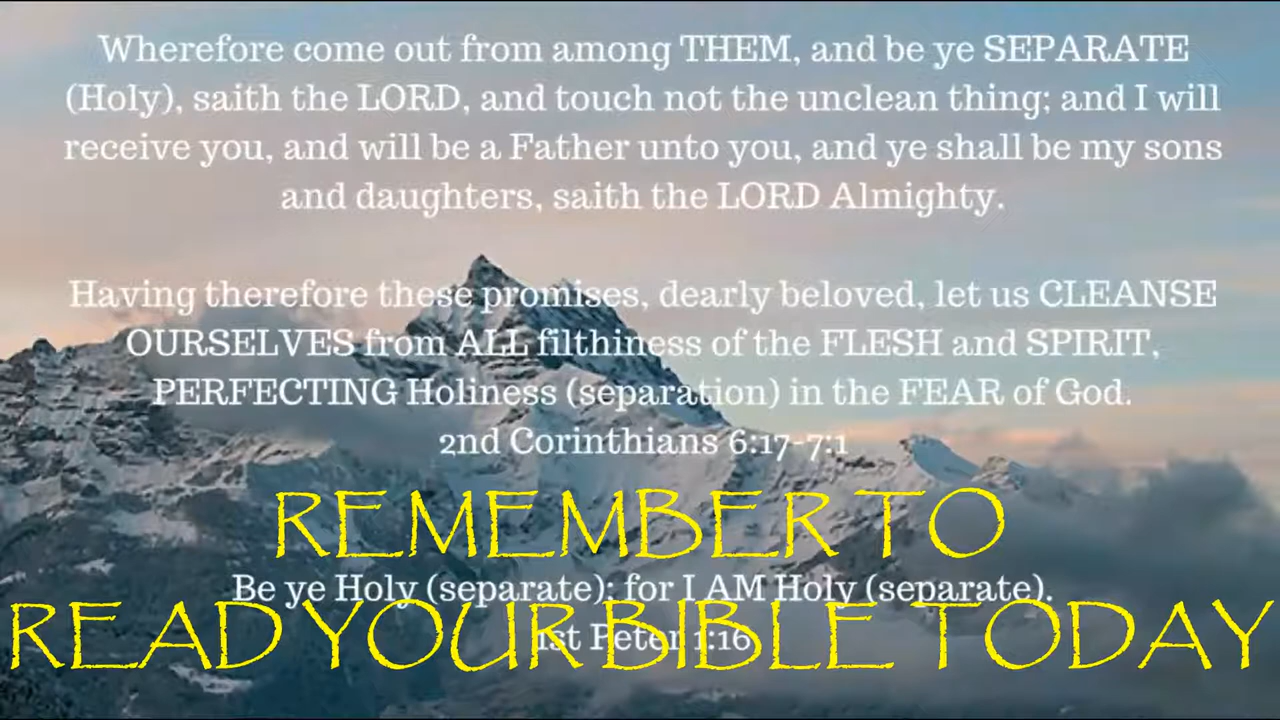 Wherefore come out from among THEM, and be ye SEPARATE
(Holy), saith the LORD, and touch not the unclean thing; and I will
receive you, and will be a Father unto you, and ye shall be my sons
and daughters, saith the LORD Almighty.
Having therefore these promises, dearly beloved, let us CLEANSE
OURSELVES from ALL filthiness of the FLESH and SPIRIT,
PERFECTING Holiness (separation) in the FEAR of God.
2nd Corinthians 6:17-7:1
REMEMBER TO
Be ye Holy (separate); for I AM Holy (separate).
READ YOUR BIBLE TODAY
1st Peter 1:16